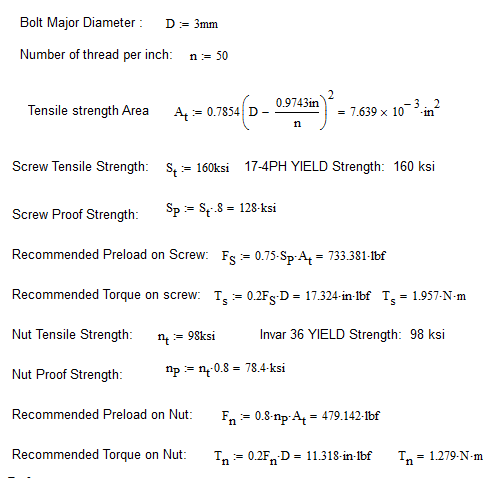 Bolt Major Diameter : D := 3mm
Number of thread per inch: n := 50
Tensile strength Area A_t := 0.7854(D − 0.9743in/n)^2 = 7.639 × 10^−3·in^2
Screw Tensile Strength: S_t := 160ksi 17-4PH YIELD Strength: 160 ksi
Screw Proof Strength: S_P := S_t·.8 = 128·ksi
Recommended Preload on Screw: F_S := 0.75·S_P·A_t = 733.381·lbf
Recommended Torque on screw: T_s := 0.2F_S·D = 17.324·in·lbf T_s = 1.957·N·m
Nut Tensile Strength: n_t := 98ksi Invar 36 YIELD Strength: 98 ksi
Nut Proof Strength: n_P := n_t·0.8 = 78.4·ksi
Recommended Preload on Nut: F_n := 0.8·n_P·A_t = 479.142·lbf
Recommended Torque on Nut: T_n := 0.2F_n·D = 11.318·in·lbf T_n = 1.279·N·m